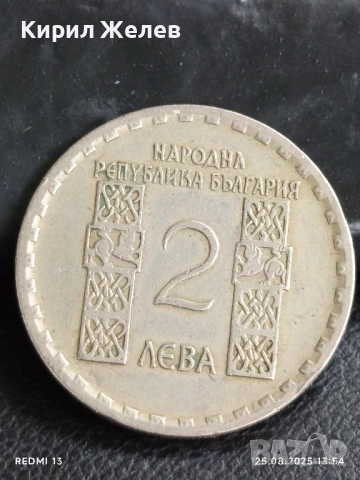 Кирил Желев
НАРОДНА
РЕПУБЛИКА БЪЛГАРИЯ
2
ЛЕВА
REDMI 13
25.08.2025 13:54